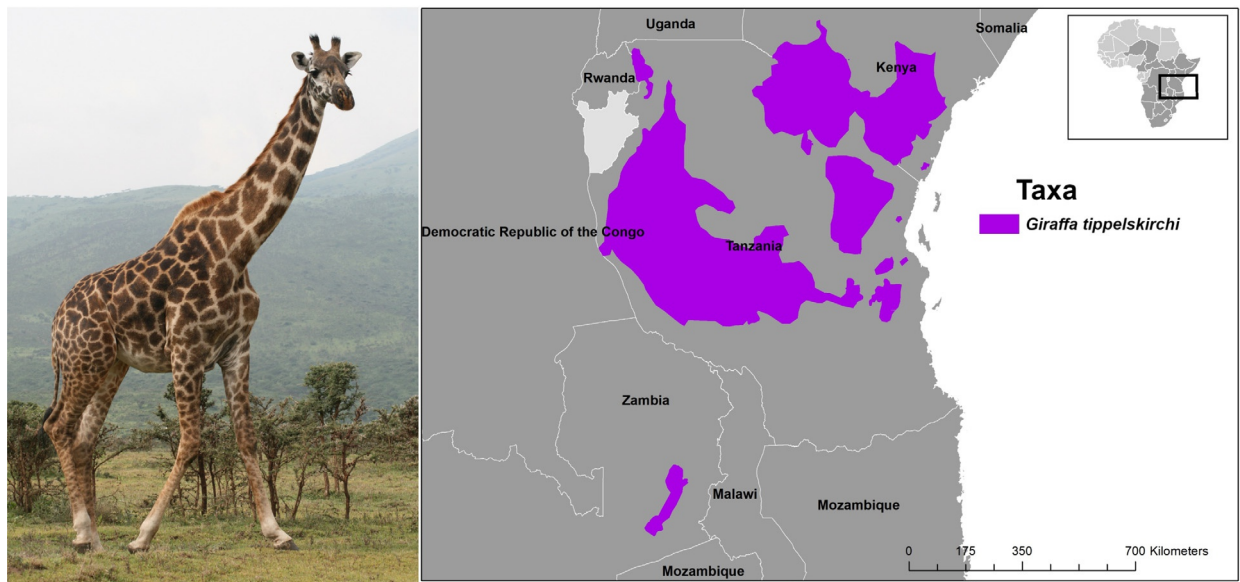 Uganda
Somalia
Kenya
Rwanda
Democratic Republic of the Congo
Tanzania
Zambia
Malawi
Mozambique
Mozambique
Taxa
Giraffa tippelskirchi
0 175 350 700 Kilometers